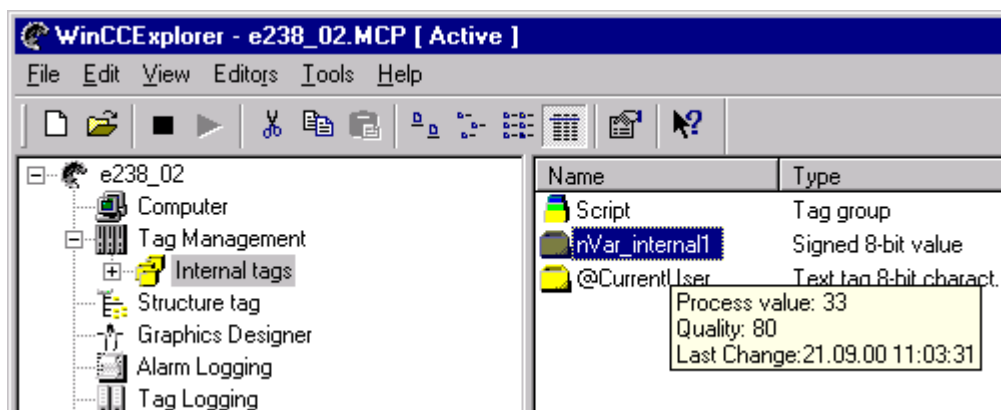 WinCCExplorer - e238_02.MCP [ Active ]
File Edit View Editors Tools Help
e238_02
Computer
Tag Management
Internal tags
Structure tag
Graphics Designer
Alarm Logging
Tag Logging
Name Type
Script Tag group
nVar_internal1 Signed 8-bit value
@CurrentUser Text tag 8-bit charact.
Process value: 33
Quality: 80
Last Change:21.09.00 11:03:31